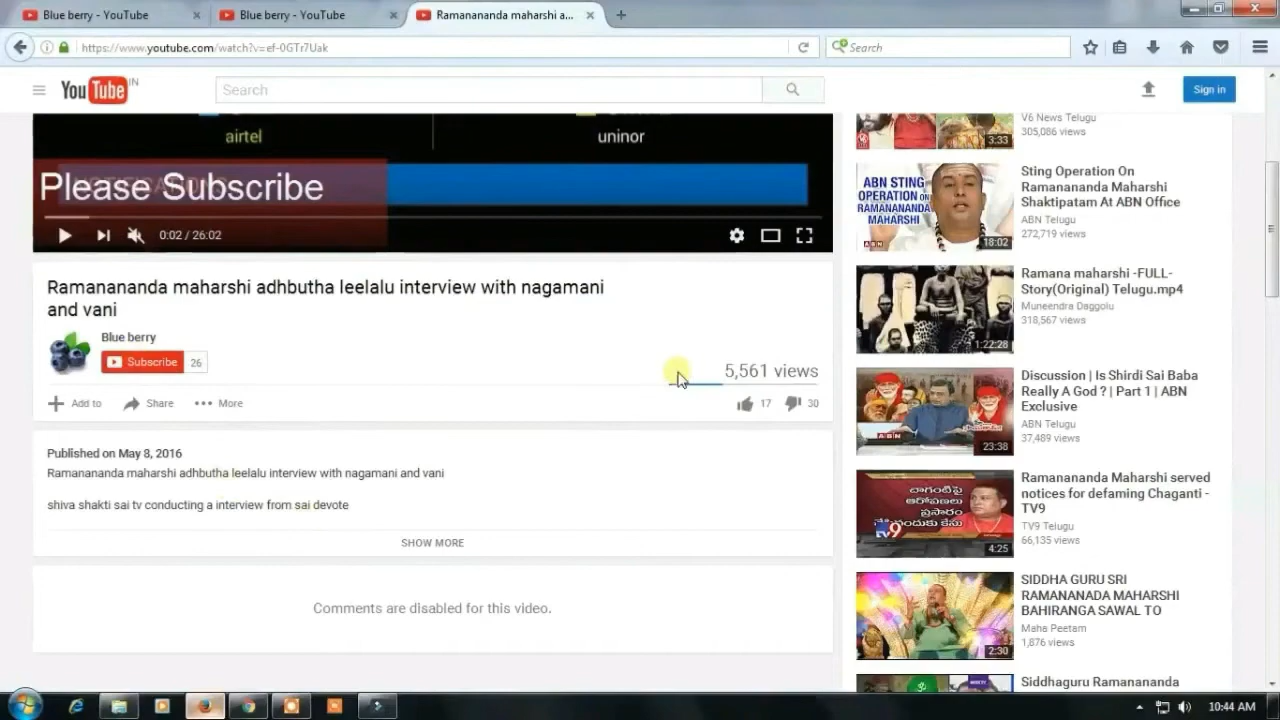 Blue berry - YouTube
Blue berry - YouTube
Ramanananda maharshi a...
https://www.youtube.com/watch?v=ef-0GTr7Uak
Search
YouTube IN
Search
Sign in
airtel
uninor
Please Subscribe
0:02 / 26:02
Ramanananda maharshi adhbutha leelalu interview with nagamani
and vani
Blue berry
Subscribe 26
5,561 views
Add to
Share
More
17
30
Published on May 8, 2016
Ramanananda maharshi adhbutha leelalu interview with nagamani and vani
shiva shakti sai tv conducting a interview from sai devote
SHOW MORE
Comments are disabled for this video.
3:33
V6 News Telugu
305,086 views
ABN STING
OPERATION ON
RAMANANANDA
MAHARSHI
ABN
18:02
Sting Operation On
Ramanananda Maharshi
Shaktipatam At ABN Office
ABN Telugu
272,719 views
1:22:28
Ramana maharshi -FULL-
Story(Original) Telugu.mp4
Muneendra Daggolu
318,567 views
ABN
23:38
Discussion | Is Shirdi Sai Baba
Really A God ? | Part 1 | ABN
Exclusive
ABN Telugu
37,489 views
చాగంటిపై
ఆరోపణలు
ప్రసారం
tv9
4:25
Ramanananda Maharshi served
notices for defaming Chaganti -
TV9
TV9 Telugu
66,135 views
2:30
SIDDHA GURU SRI
RAMANANADA MAHARSHI
BAHIRANGA SAWAL TO
Maha Peetam
1,876 views
Siddhaguru Ramanananda
10:44 AM